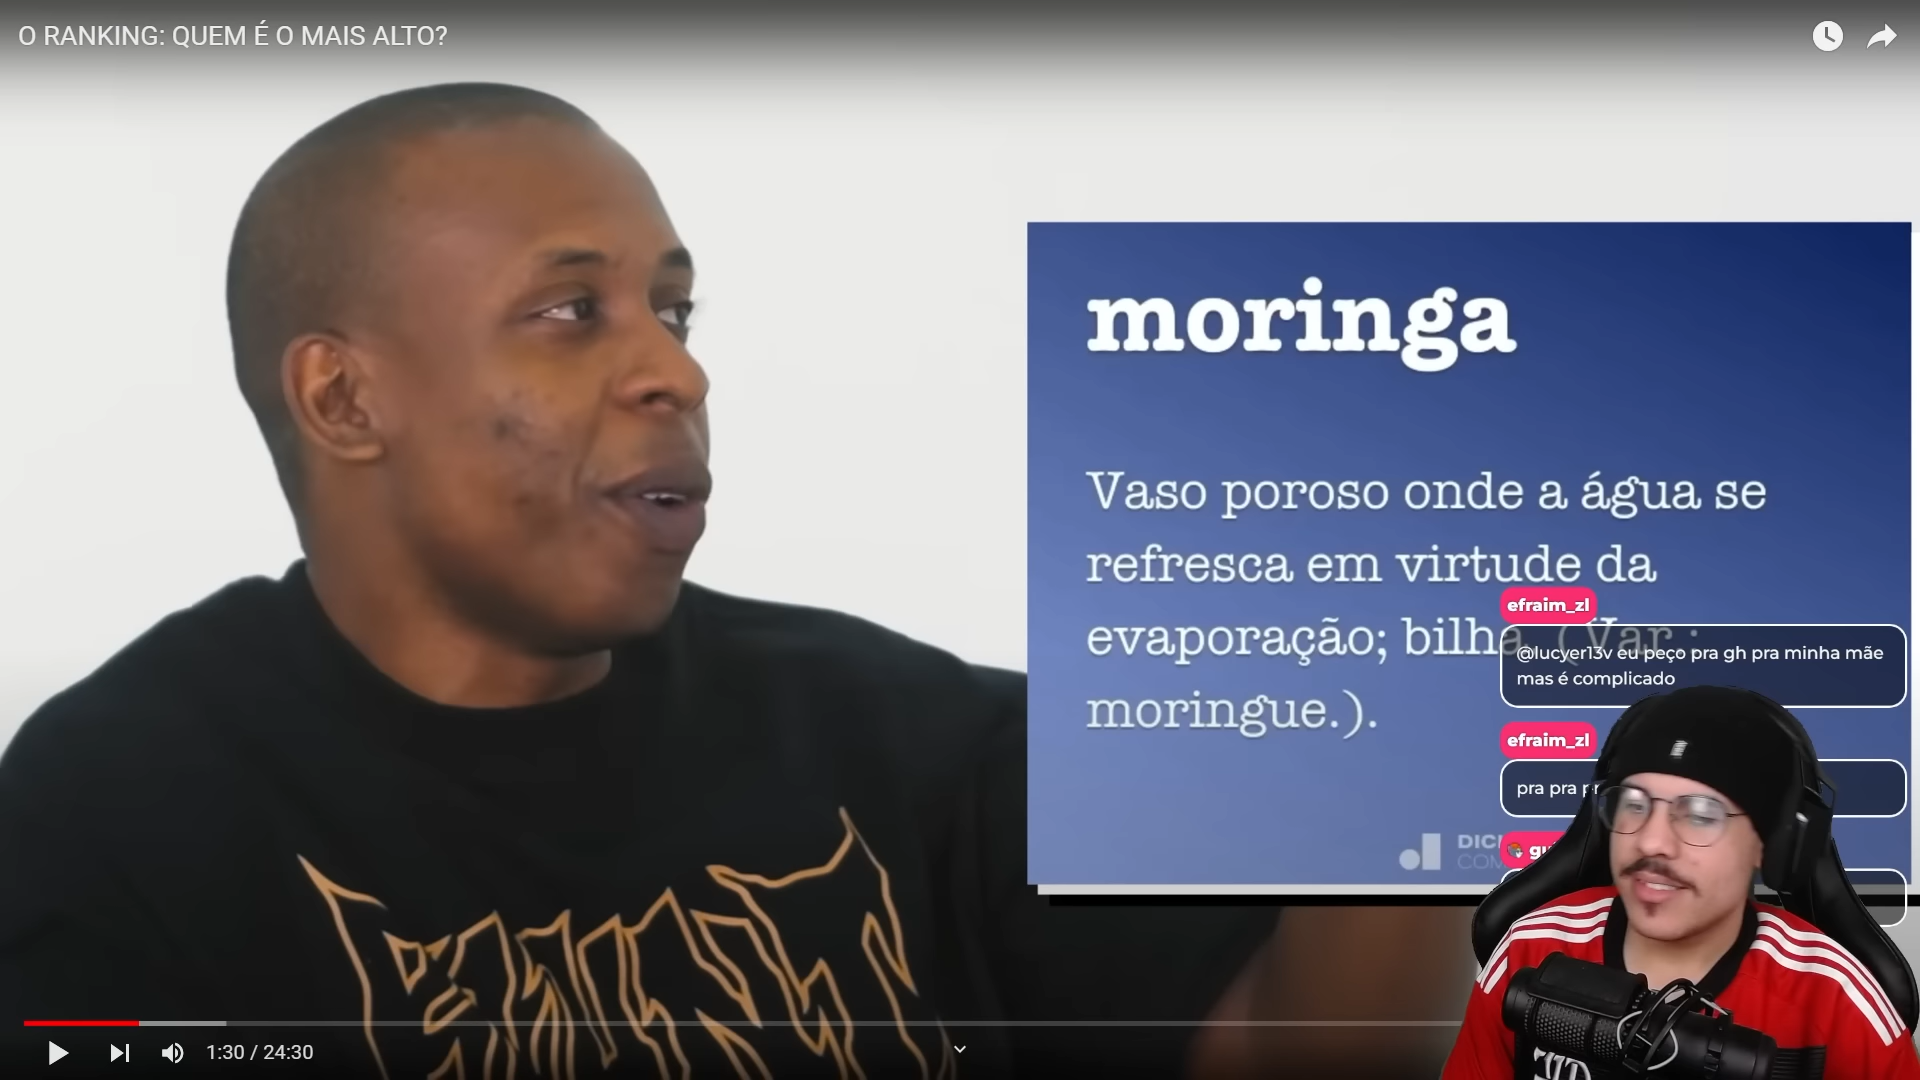 O RANKING: QUEM É O MAIS ALTO?
moringa
Vaso poroso onde a água se
refresca em virtude da
evaporação; bilha. (Var.:
moringue.).
efraim_zl
@lucyer13v eu peço pra gh pra minha mãe
mas é complicado
efraim_zl
pra pra
1:30 / 24:30